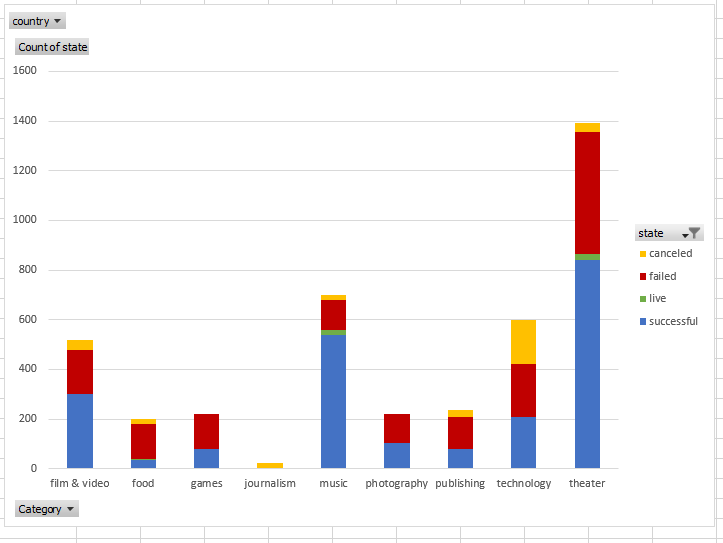 country
Count of state
1600
1400
1200
1000
800
600
400
200
0
film & video food games journalism music photography publishing technology theater
state
canceled
failed
live
successful
Category